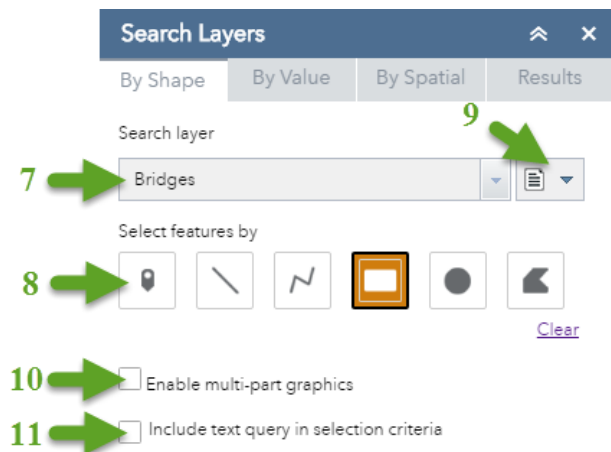 Search Layers
By Shape By Value By Spatial Results
9
Search layer
7 Bridges
Select features by
8
Clear
10 Enable multi-part graphics
11 Include text query in selection criteria